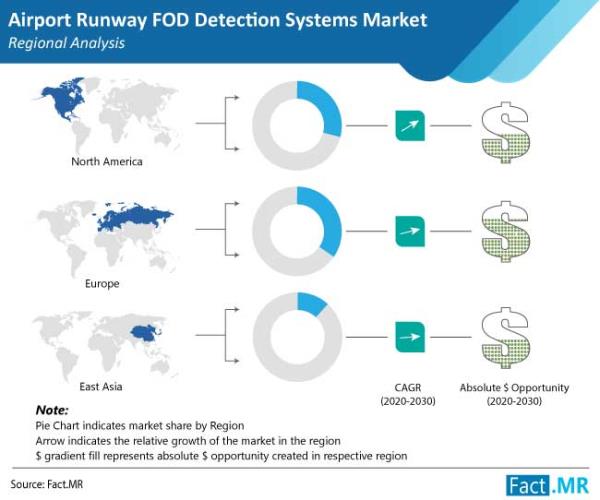 Airport Runway FOD Detection Systems Market
Regional Analysis
North America
Europe
East Asia
CAGR
(2020-2030)
Absolute $ Opportunity
(2020-2030)
Note:
Pie Chart indicates market share by Region
Arrow indicates the relative growth of the market in the region
$ gradient fill represents absolute $ opportunity created in respective region
Source: Fact.MR
Fact.MR